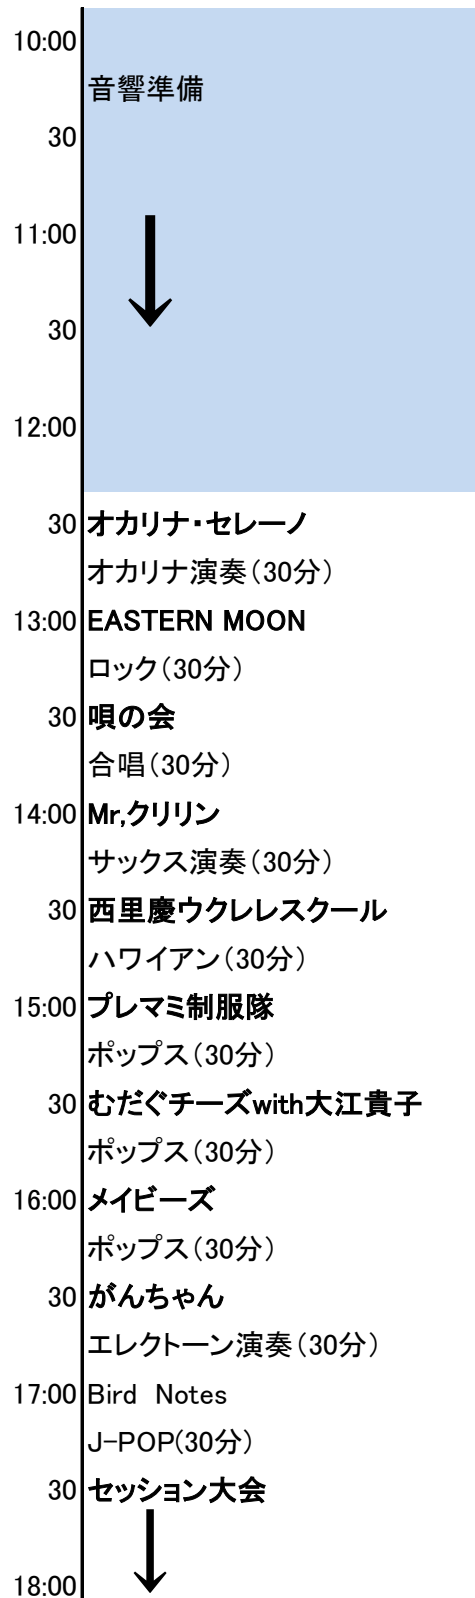 10:00
音響準備
30
11:00
30
12:00
30 オカリナ・セレーノ
オカリナ演奏（30分）
13:00 EASTERN MOON
ロック（30分）
30 唄の会
合唱（30分）
14:00 Mr,クリリン
サックス演奏（30分）
30 西里慶ウクレレスクール
ハワイアン（30分）
15:00 プレマミ制服隊
ポップス（30分）
30 むだぐチーズwith大江貴子
ポップス（30分）
16:00 メイビーズ
ポップス（30分）
30 がんちゃん
エレクトーン演奏（30分）
17:00 Bird　Notes
J-POP(30分）
30 セッション大会
18:00